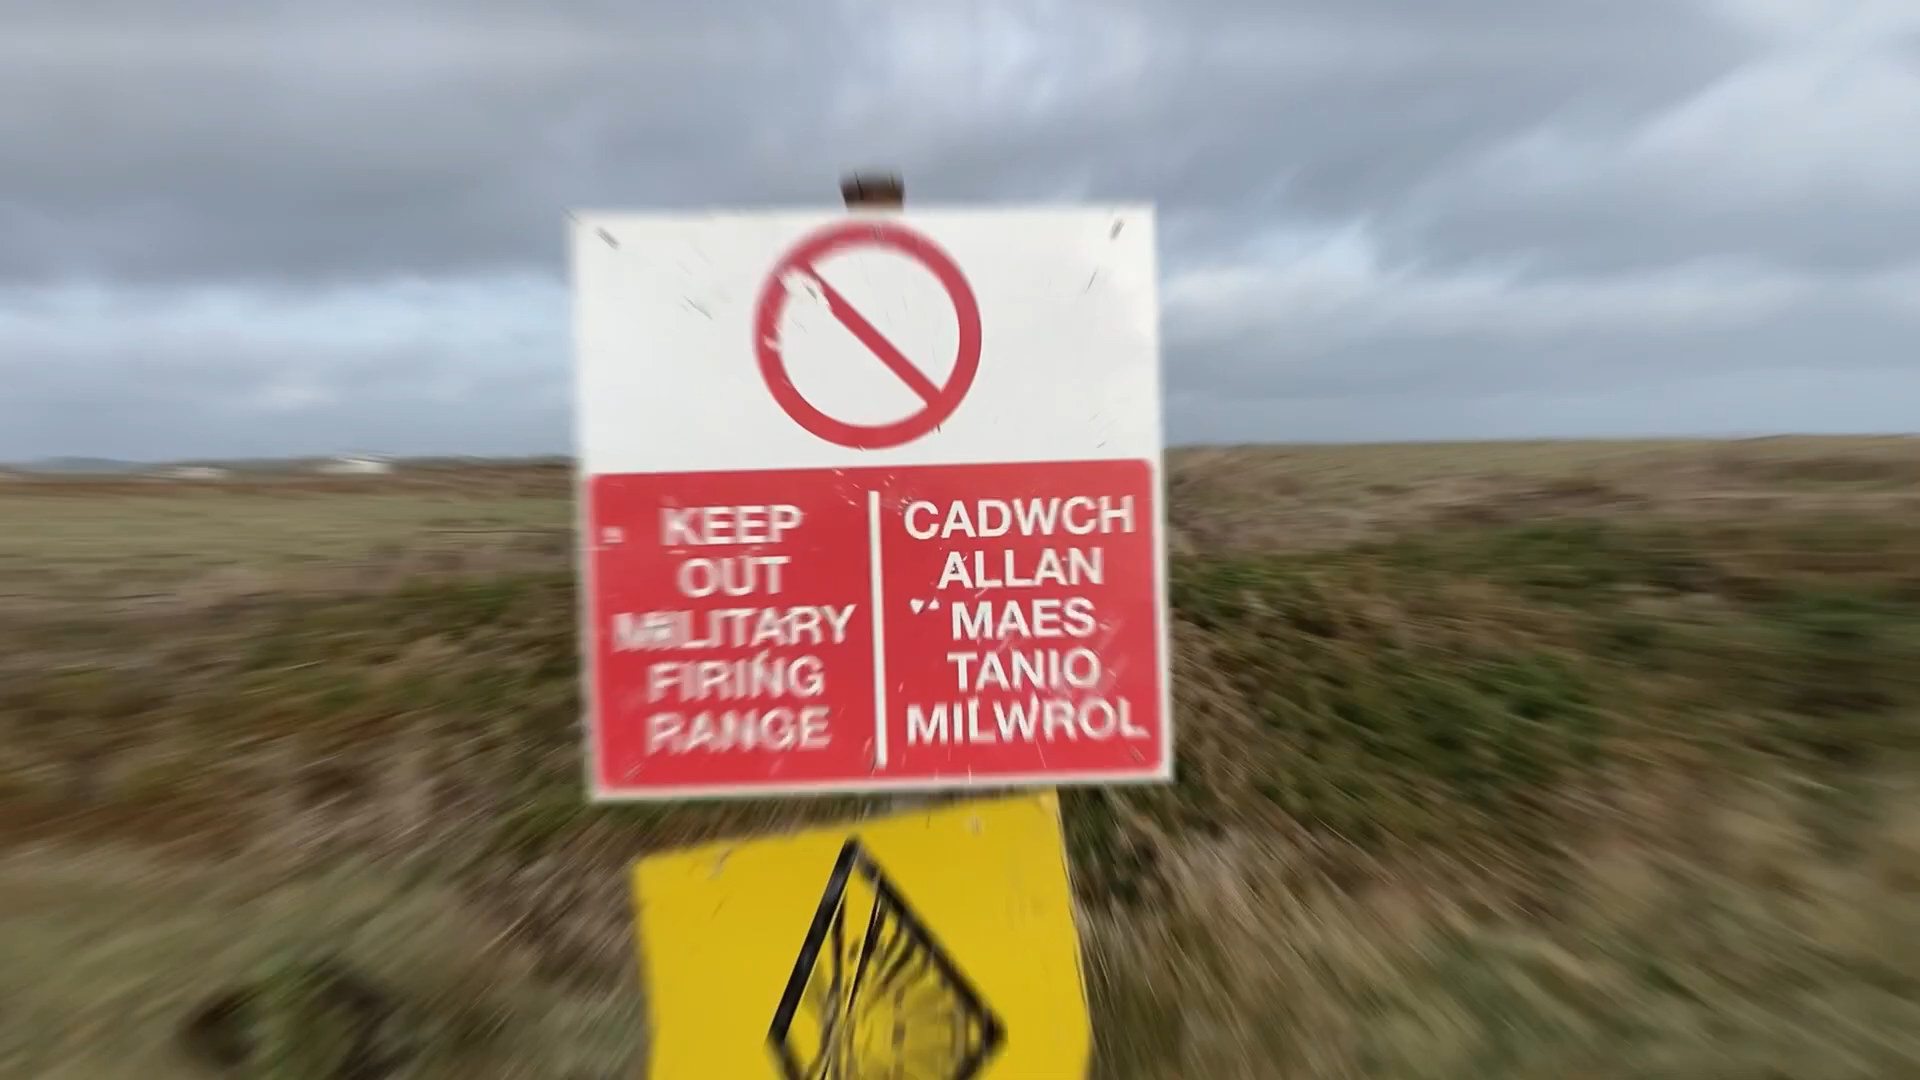 KEEP
OUT
MILITARY
FIRING
RANGE
CADWCH
ALLAN
MAES
TANIO
MILWROL